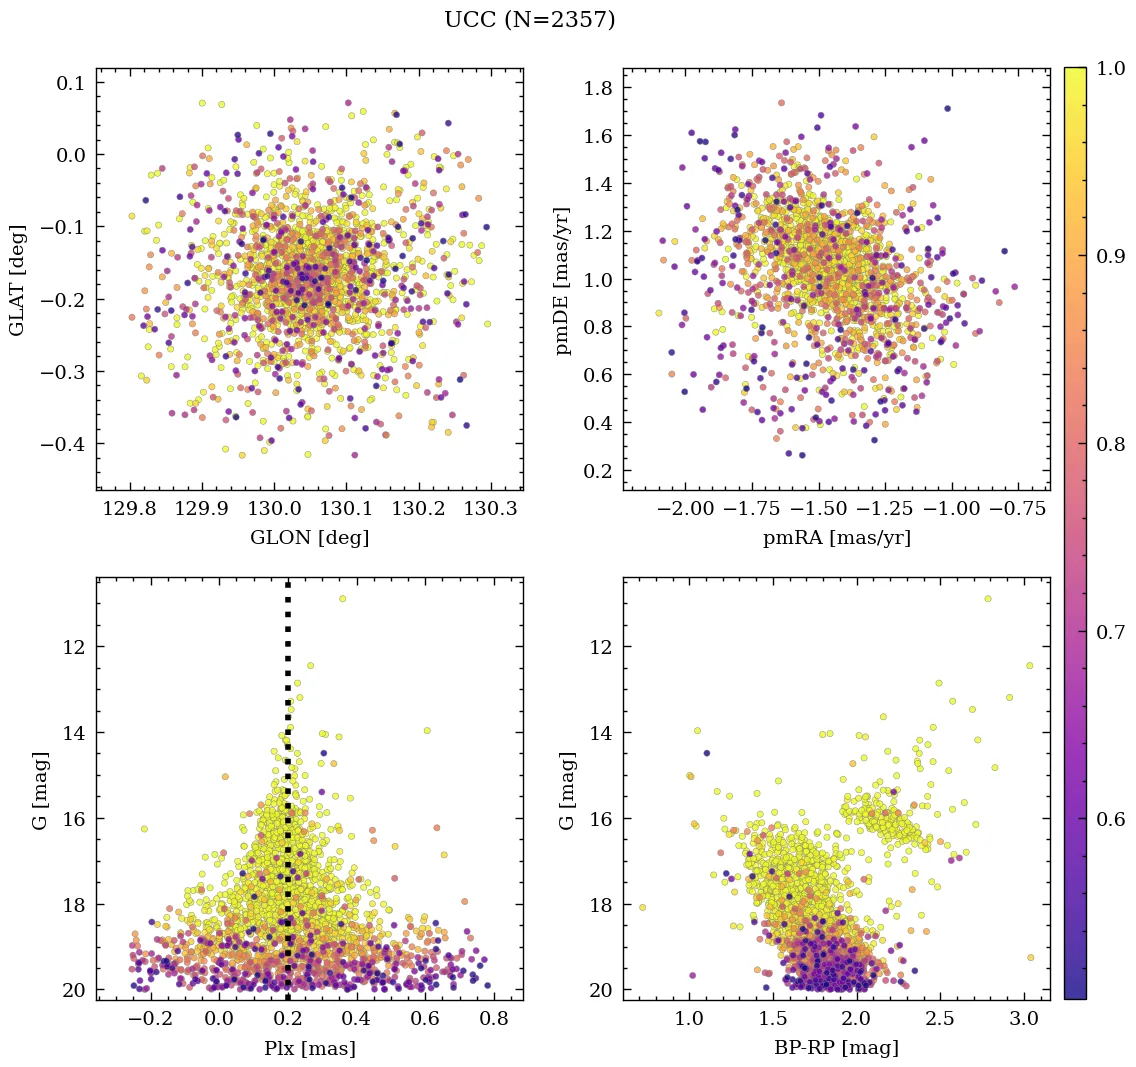 UCC (N=2357)
0.1
0.0
−0.1
−0.2
−0.3
−0.4
GLAT [deg]
129.8 129.9 130.0 130.1 130.2 130.3
GLON [deg]
1.8
1.6
1.4
1.2
1.0
0.8
0.6
0.4
0.2
pmDE [mas/yr]
−2.00 −1.75 −1.50 −1.25 −1.00 −0.75
pmRA [mas/yr]
1.0
0.9
0.8
0.7
0.6
12
14
16
18
20
G [mag]
−0.2 0.0 0.2 0.4 0.6 0.8
Plx [mas]
12
14
16
18
20
G [mag]
1.0 1.5 2.0 2.5 3.0
BP-RP [mag]